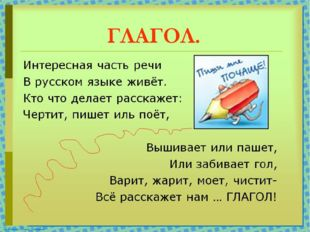 ГЛАГОЛ.
Интересная часть речи
В русском языке живёт.
Кто что делает расскажет:
Чертит, пишет иль поёт,
Пиши мне
ПОЧАЩЕ!
Вышивает или пашет,
Или забивает гол,
Варит, жарит, моет, чистит-
Всё расскажет нам ... ГЛАГОЛ!